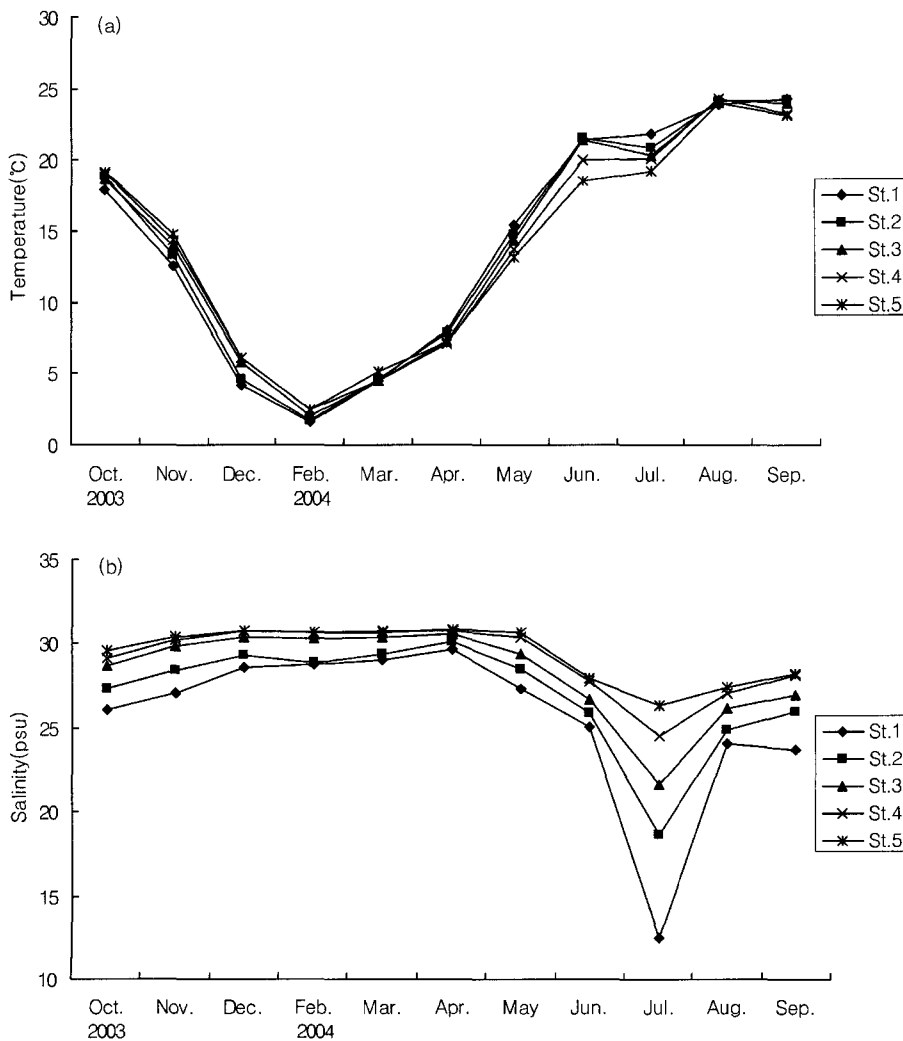 (a)
Temperature(℃)
30
25
20
15
10
5
0
Oct. Nov. Dec. Feb. Mar. Apr. May Jun. Jul. Aug. Sep.
2003 2004
St.1
St.2
St.3
St.4
St.5
(b)
Salinity(psu)
35
30
25
20
15
10
Oct. Nov. Dec. Feb. Mar. Apr. May Jun. Jul. Aug. Sep.
2003 2004
St.1
St.2
St.3
St.4
St.5